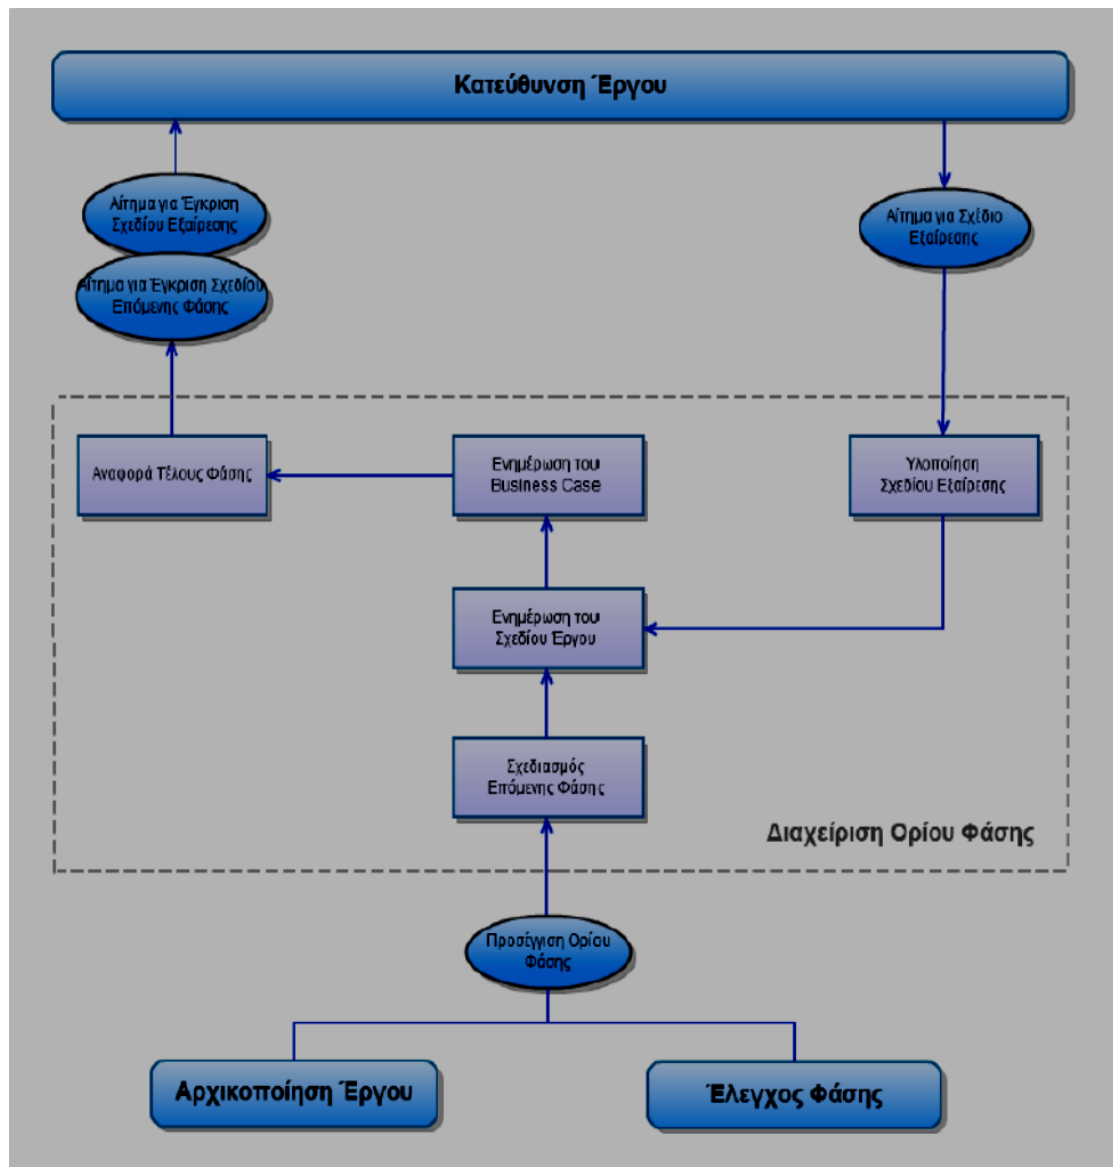 Κατεύθυνση Έργου
Αίτημα για Έγκριση
Σχεδίου Εξαίρεσης
Αίτημα για Σχέδιο
Εξαίρεσης
Αίτημα για Έγκριση Σχεδίου
Επόμενης Φάσης
Αναφορά Τέλους Φάσης
Ενημέρωση του
Business Case
Υλοποίηση
Σχεδίου Εξαίρεσης
Ενημέρωση του
Σχεδίου Έργου
Σχεδιασμός
Επόμενης Φάσης
Διαχείριση Ορίου Φάσης
Προσέγγιση Ορίου
Φάσης
Αρχικοποίηση Έργου
Έλεγχος Φάσης